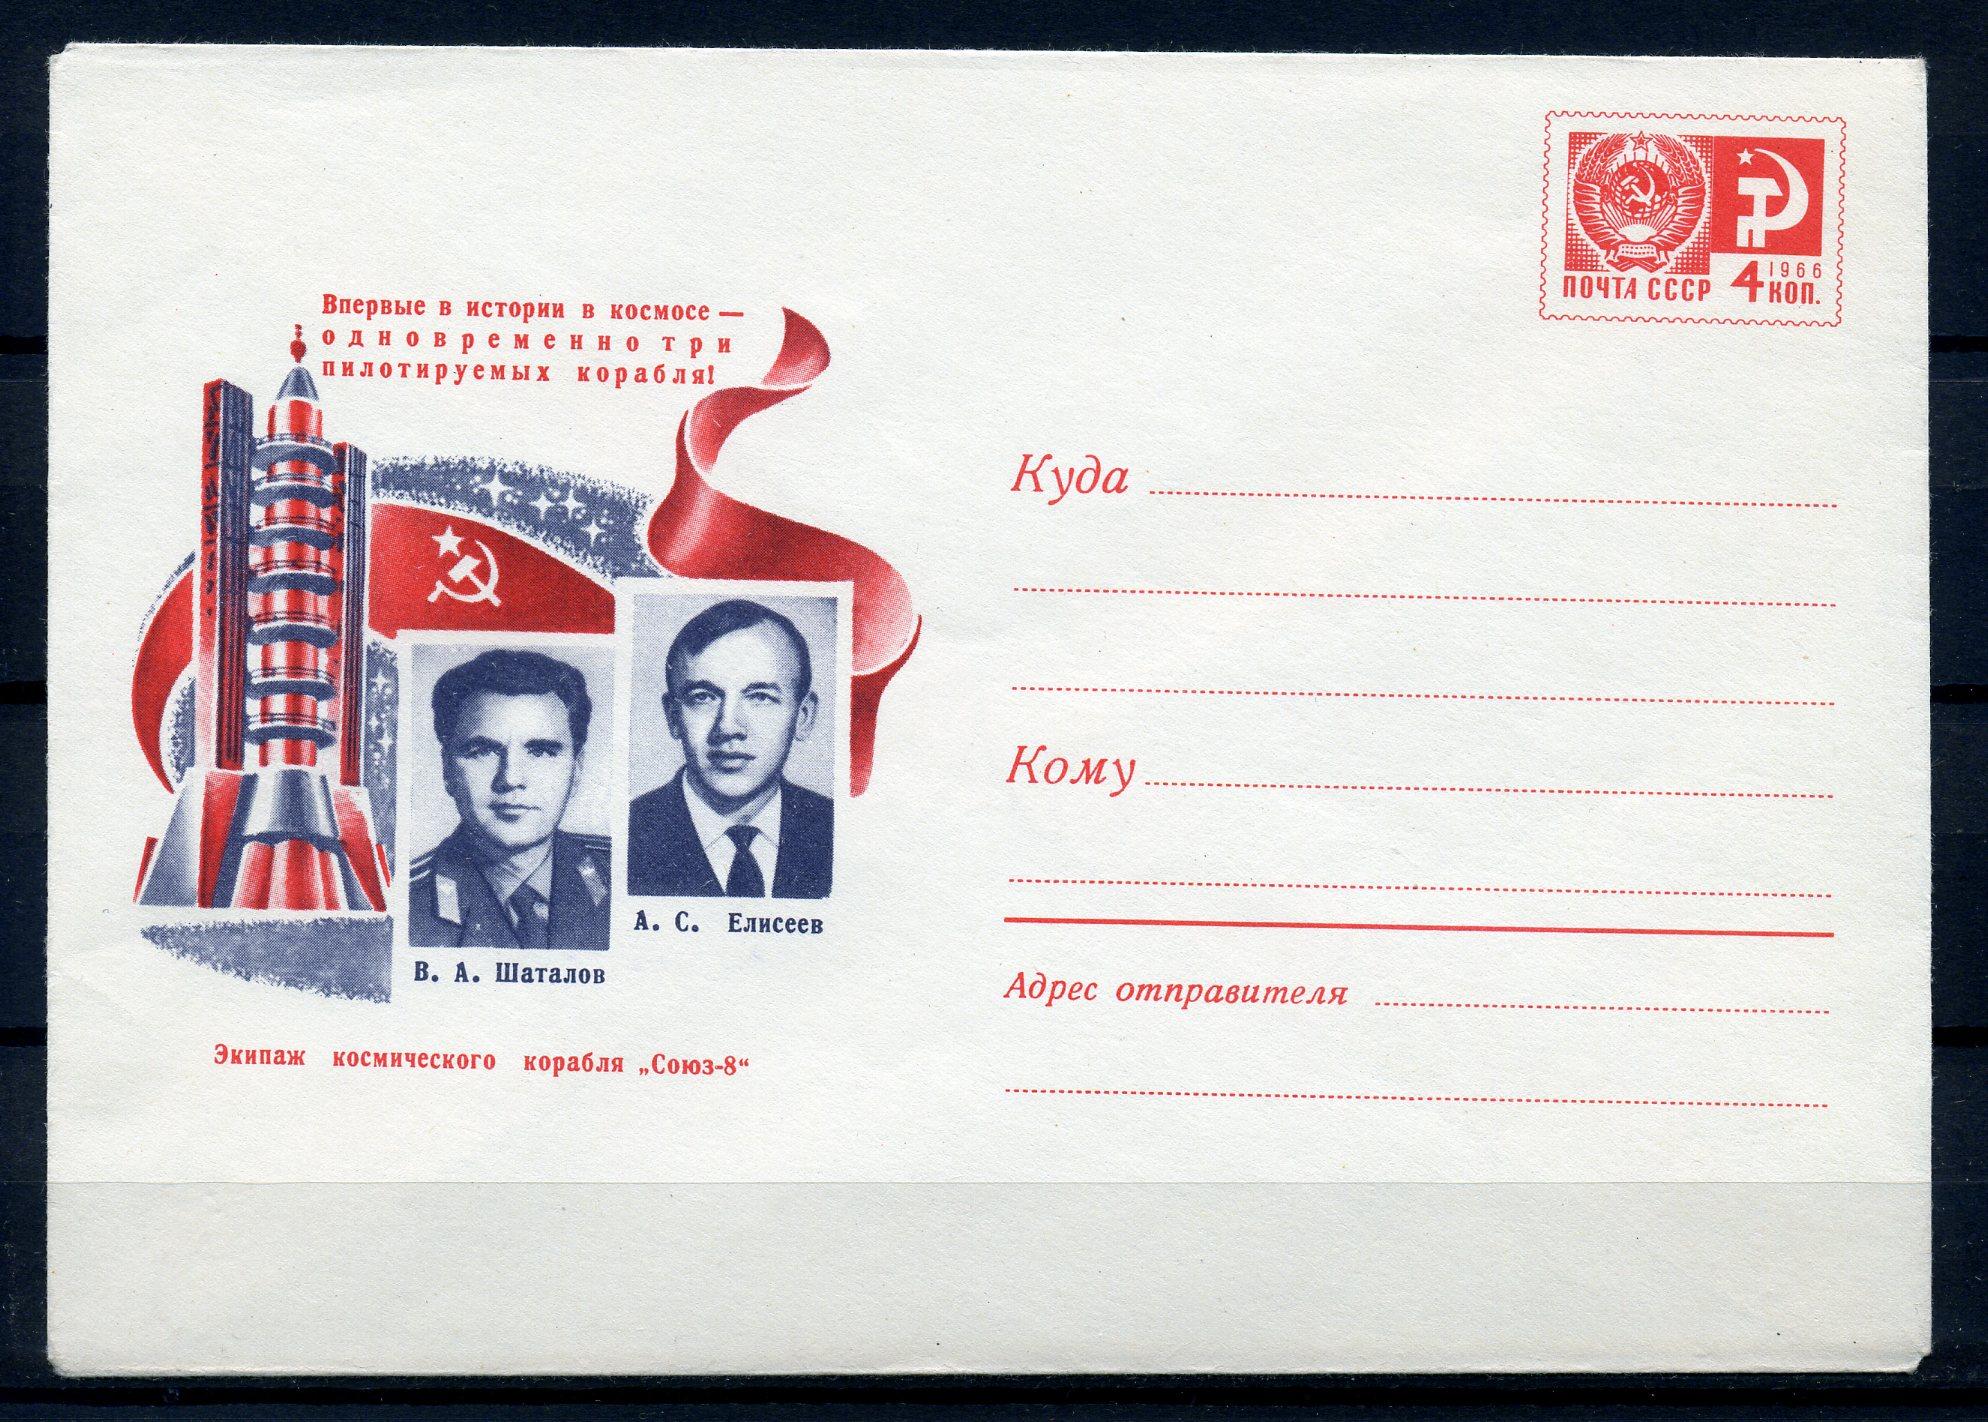 1966
ПОЧТА СССР 4 КОП.
Впервые в истории в космосе —
одновременно три
пилотируемых корабля!
Куда
Кому
А. С. Елисеев
В. А. Шаталов
Адрес отправителя
Экипаж космического корабля „Союз-8“